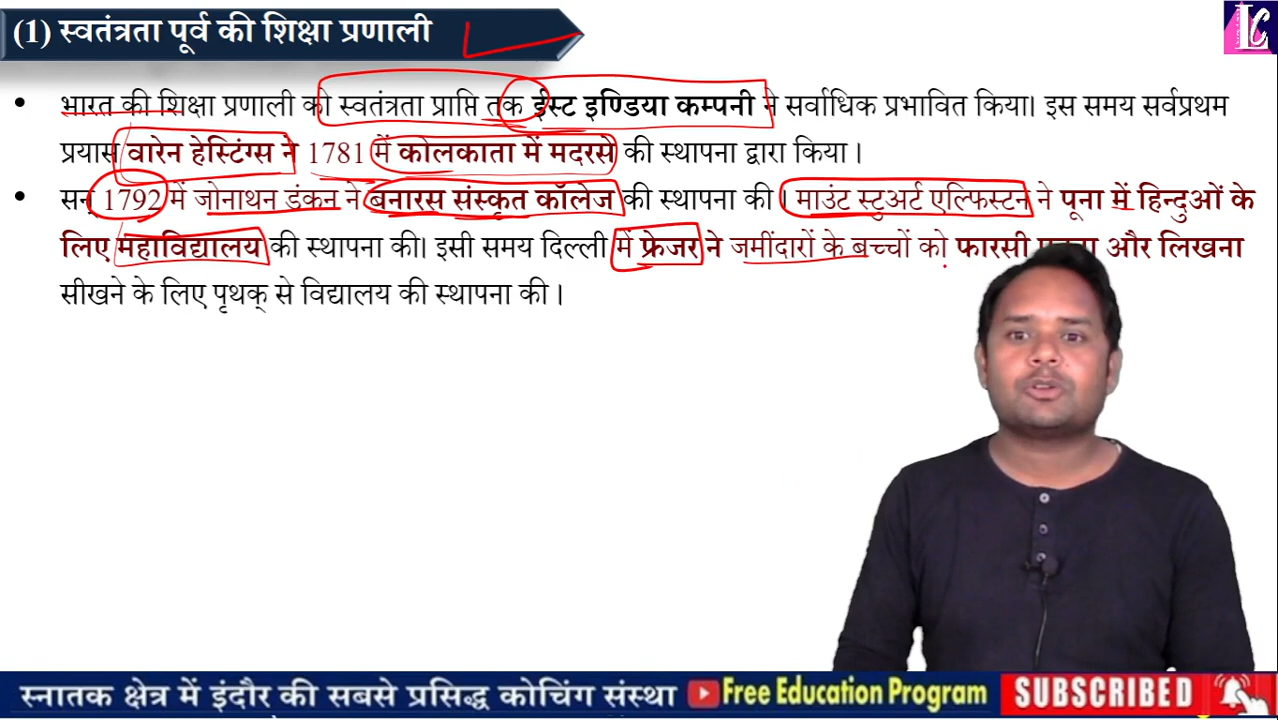 (1) स्वतंत्रता पूर्व की शिक्षा प्रणाली
LC
• भारत की शिक्षा प्रणाली को स्वतंत्रता प्राप्ति तक ईस्ट इण्डिया कम्पनी ने सर्वाधिक प्रभावित किया। इस समय सर्वप्रथम
प्रयास वारेन हेस्टिंग्स ने 1781 में कोलकाता में मदरसे की स्थापना द्वारा किया।
• सन् 1792 में जोनाथन डंकन ने बनारस संस्कृत कॉलेज की स्थापना की। माउंट स्टुअर्ट एल्फिस्टन ने पूना में हिन्दुओं के
लिए महाविद्यालय की स्थापना की। इसी समय दिल्ली में फ्रेजर ने जमींदारों के बच्चों को फारसी और लिखना
सीखने के लिए पृथक् से विद्यालय की स्थापना की।
स्नातक क्षेत्र में इंदौर की सबसे प्रसिद्ध कोचिंग संस्था Free Education Program SUBSCRIBED